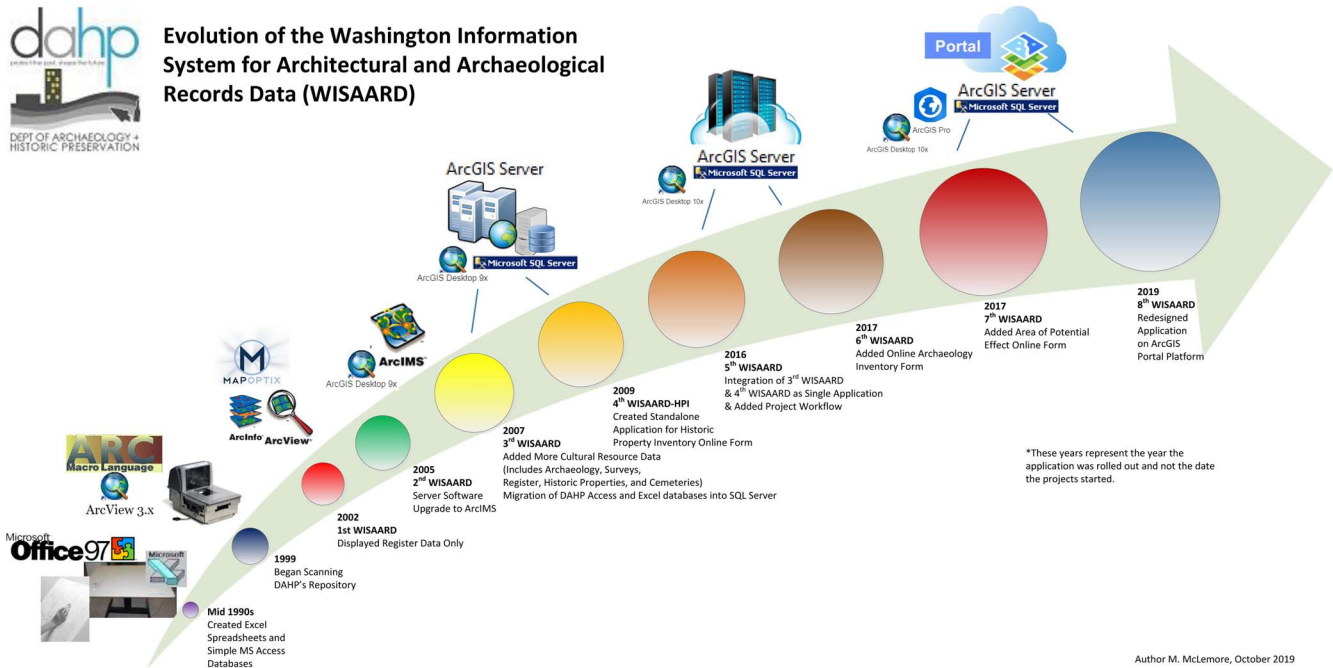 dahp
protect the past, shape the future
DEPT OF ARCHAEOLOGY +
HISTORIC PRESERVATION
Evolution of the Washington Information
System for Architectural and Archaeological
Records Data (WISAARD)
Microsoft
Office 97
Microsoft
Mid 1990s
Created Excel
Spreadsheets and
Simple MS Access
Databases
ARC
Macro Language
ArcView 3.x
1999
Began Scanning
DAHP's Repository
M
MAPOPTIX
ArcInfo
ArcView
2002
1st WISAARD
Displayed Register Data Only
ArcIMS
ArcGIS Desktop 9x
2005
2nd WISAARD
Server Software
Upgrade to ArcIMS
ArcGIS Server
Microsoft SQL Server
ArcGIS Desktop 9x
2007
3rd WISAARD
Added More Cultural Resource Data
(Includes Archaeology, Surveys,
Register, Historic Properties, and Cemeteries)
Migration of DAHP Access and Excel databases into SQL Server
2009
4th WISAARD-HPI
Created Standalone
Application for Historic
Property Inventory Online Form
ArcGIS Server
Microsoft SQL Server
ArcGIS Desktop 10x
2016
5th WISAARD
Integration of 3rd WISAARD
& 4th WISAARD as Single Application
& Added Project Workflow
2017
6th WISAARD
Added Online Archaeology
Inventory Form
Portal
ArcGIS Server
Microsoft SQL Server
ArcGIS Pro
ArcGIS Desktop 10x
2017
7th WISAARD
Added Area of Potential
Effect Online Form
2019
8th WISAARD
Redesigned
Application
on ArcGIS
Portal Platform
*These years represent the year the
application was rolled out and not the date
the projects started.
Author M. McLemore, October 2019